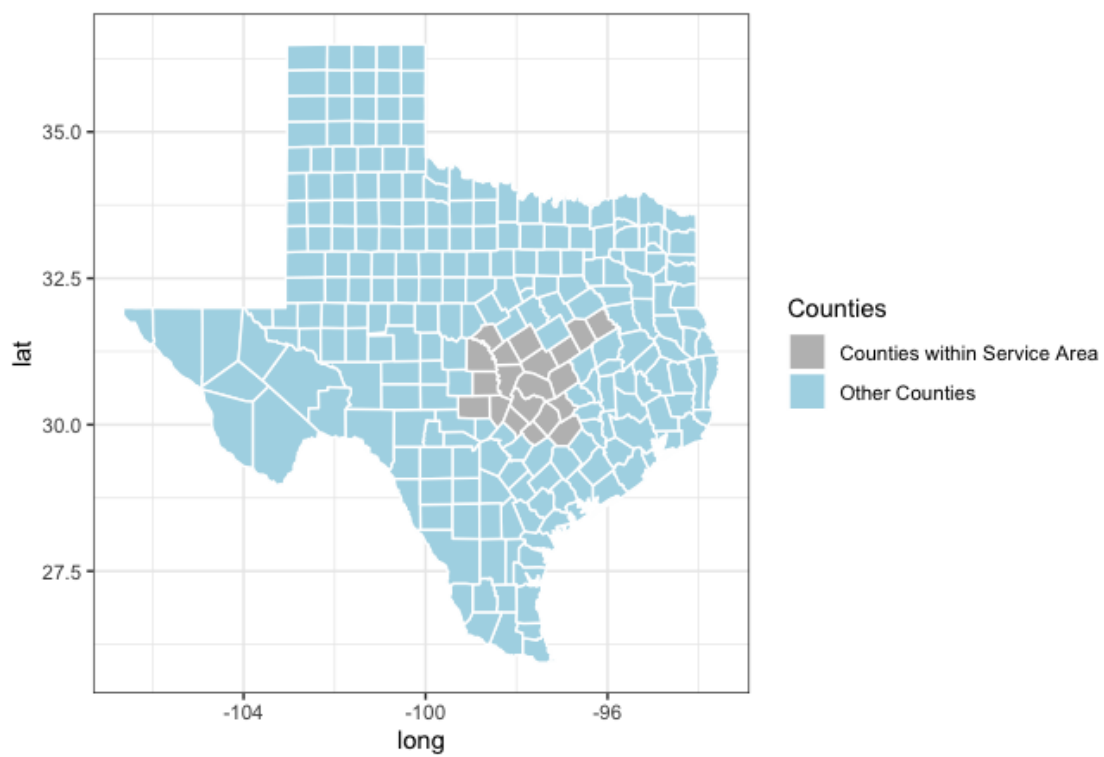 35.0
32.5
30.0
27.5
lat
-104
-100
-96
long
Counties
Counties within Service Area
Other Counties